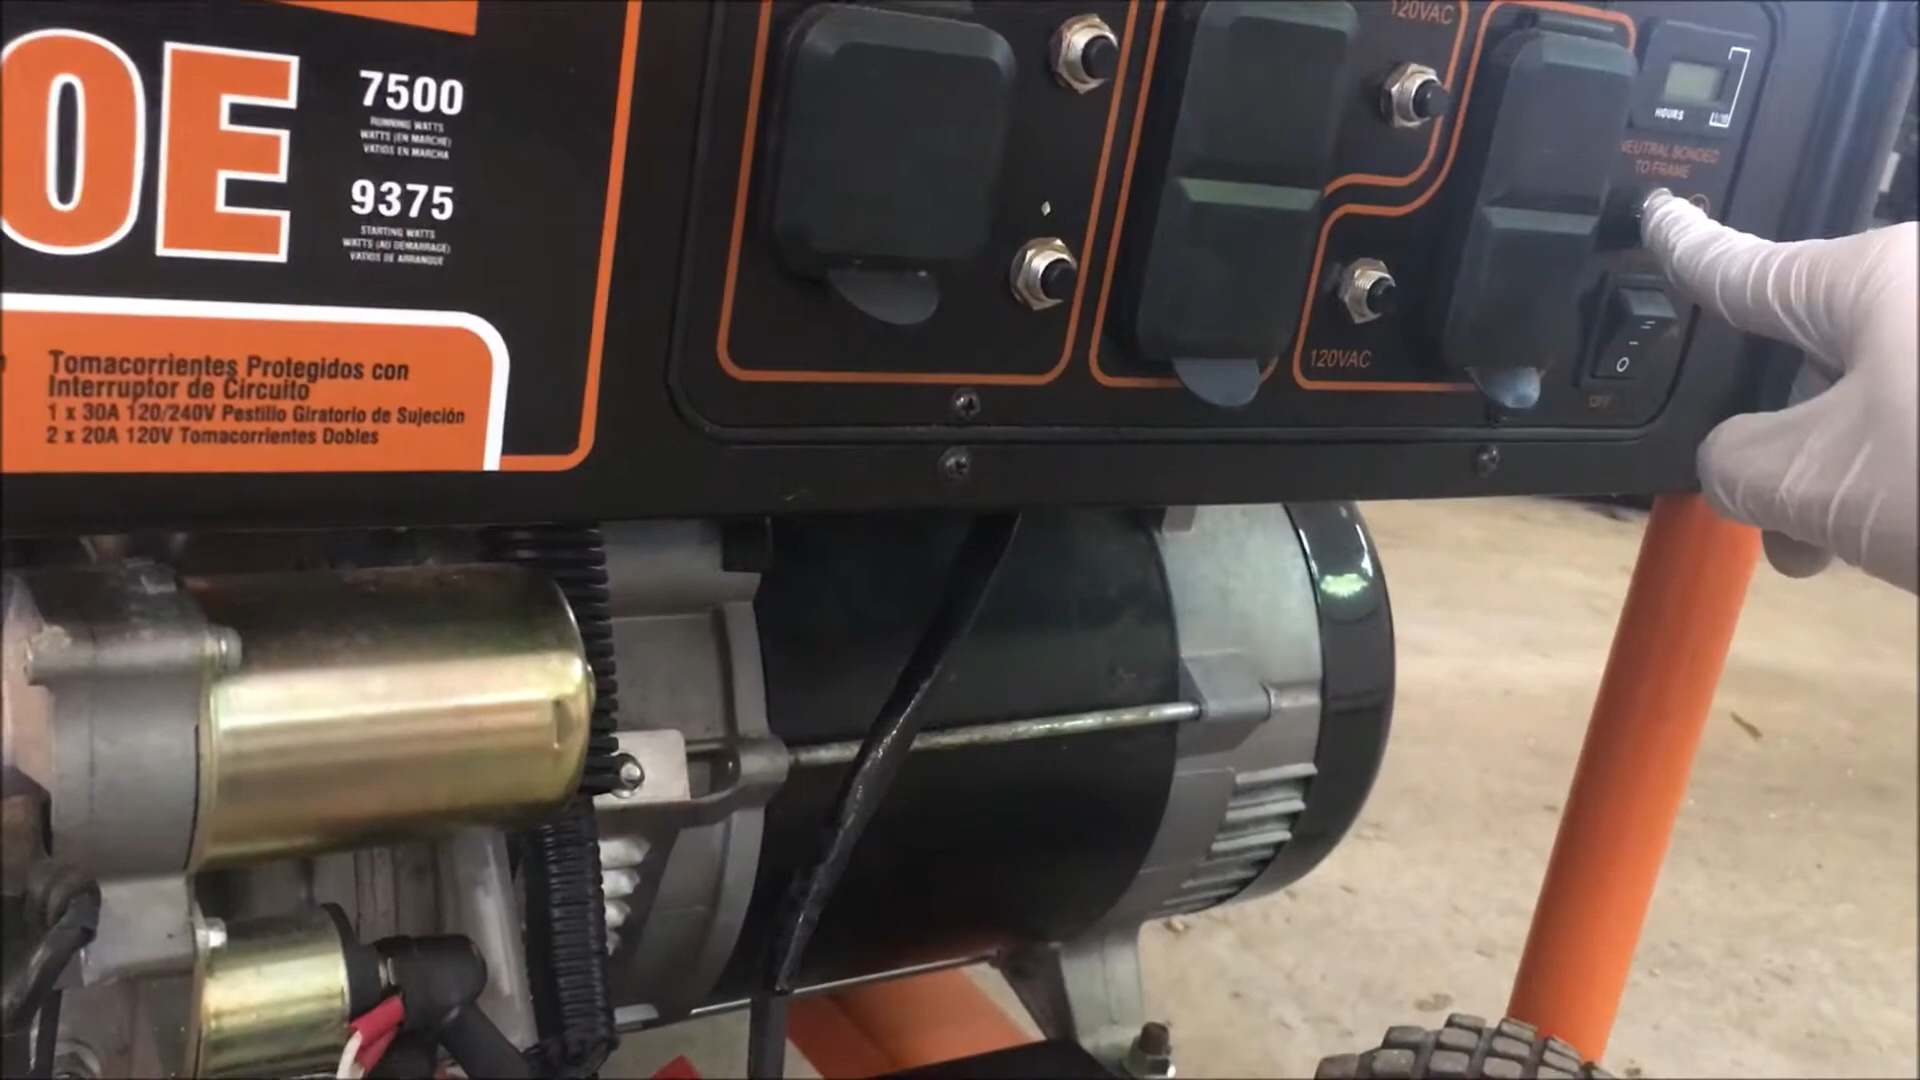 0E
7500
RUNNING WATTS
WATTS (EN MARCHE)
VATIOS EN MARCHA
9375
STARTING WATTS
WATTS (AU DEMARRAGE)
VATIOS DE ARRANQUE
Tomacorrientes Protegidos con
Interruptor de Circuito
1 x 30A 120/240V Pestillo Giratorio de Sujeción
2 x 20A 120V Tomacorrientes Dobles
120VAC
120VAC
HOURS
1/10
NEUTRAL BONDED
TO FRAME
OFF